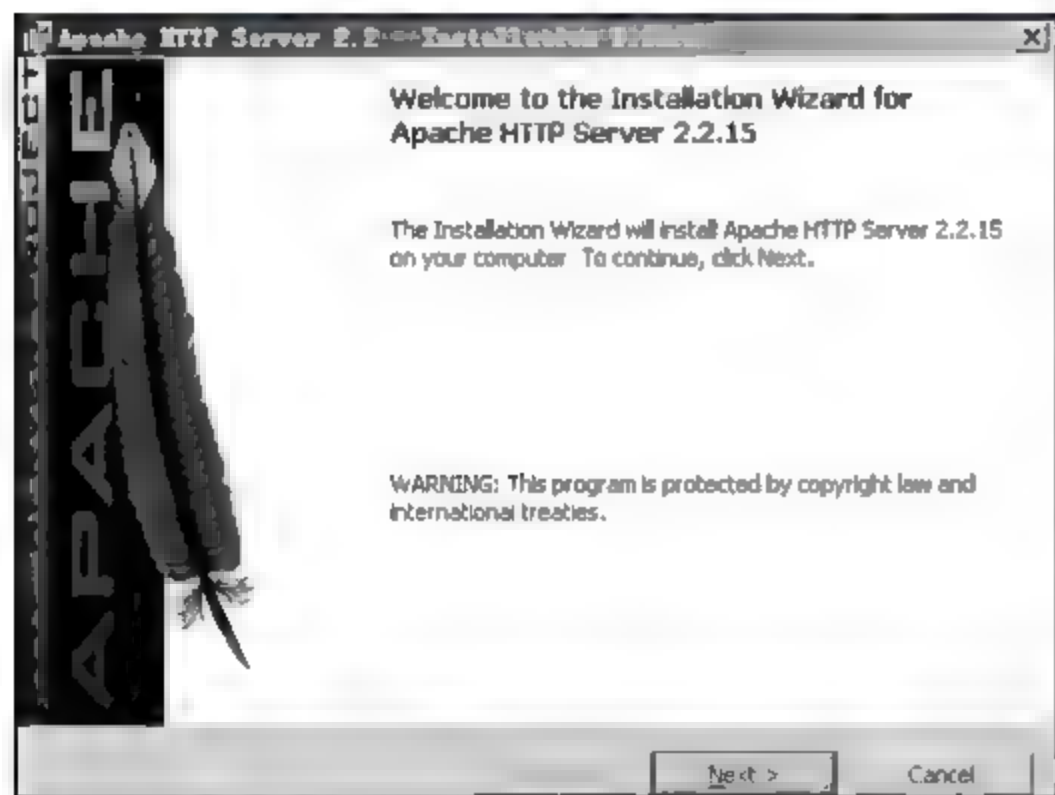 Apache HTTP Server 2.2 - Installation
APACHE
Welcome to the Installation Wizard for
Apache HTTP Server 2.2.15
The Installation Wizard will install Apache HTTP Server 2.2.15
on your computer To continue, click Next.
WARNING: This program is protected by copyright law and
international treaties.
Next >
Cancel